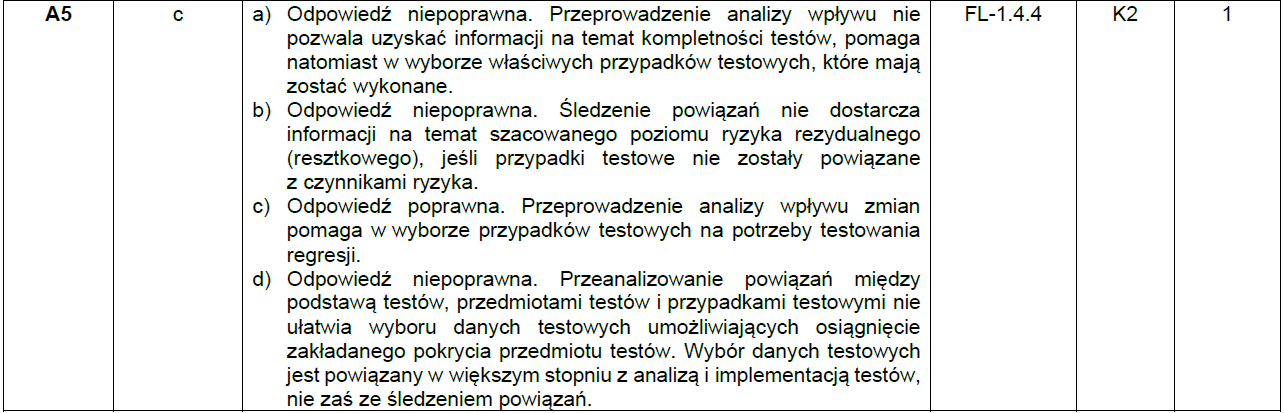 A5 c a) Odpowiedź niepoprawna. Przeprowadzenie analizy wpływu nie FL-1.4.4 K2 1
pozwala uzyskać informacji na temat kompletności testów, pomaga
natomiast w wyborze właściwych przypadków testowych, które mają
zostać wykonane.
b) Odpowiedź niepoprawna. Śledzenie powiązań nie dostarcza
informacji na temat szacowanego poziomu ryzyka rezydualnego
(resztkowego), jeśli przypadki testowe nie zostały powiązane
z czynnikami ryzyka.
c) Odpowiedź poprawna. Przeprowadzenie analizy wpływu zmian
pomaga w wyborze przypadków testowych na potrzeby testowania
regresji.
d) Odpowiedź niepoprawna. Przeanalizowanie powiązań między
podstawą testów, przedmiotami testów i przypadkami testowymi nie
ułatwia wyboru danych testowych umożliwiających osiągnięcie
zakładanego pokrycia przedmiotu testów. Wybór danych testowych
jest powiązany w większym stopniu z analizą i implementacją testów,
nie zaś ze śledzeniem powiązań.